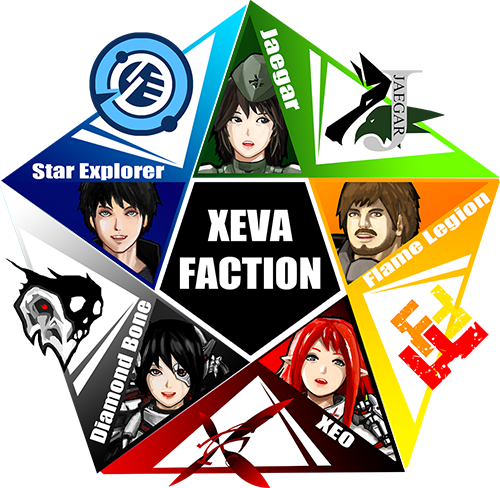 Jaegar
JAEGAR
Star Explorer
Flame Legion
XEVA
FACTION
Diamond Bone
XEO